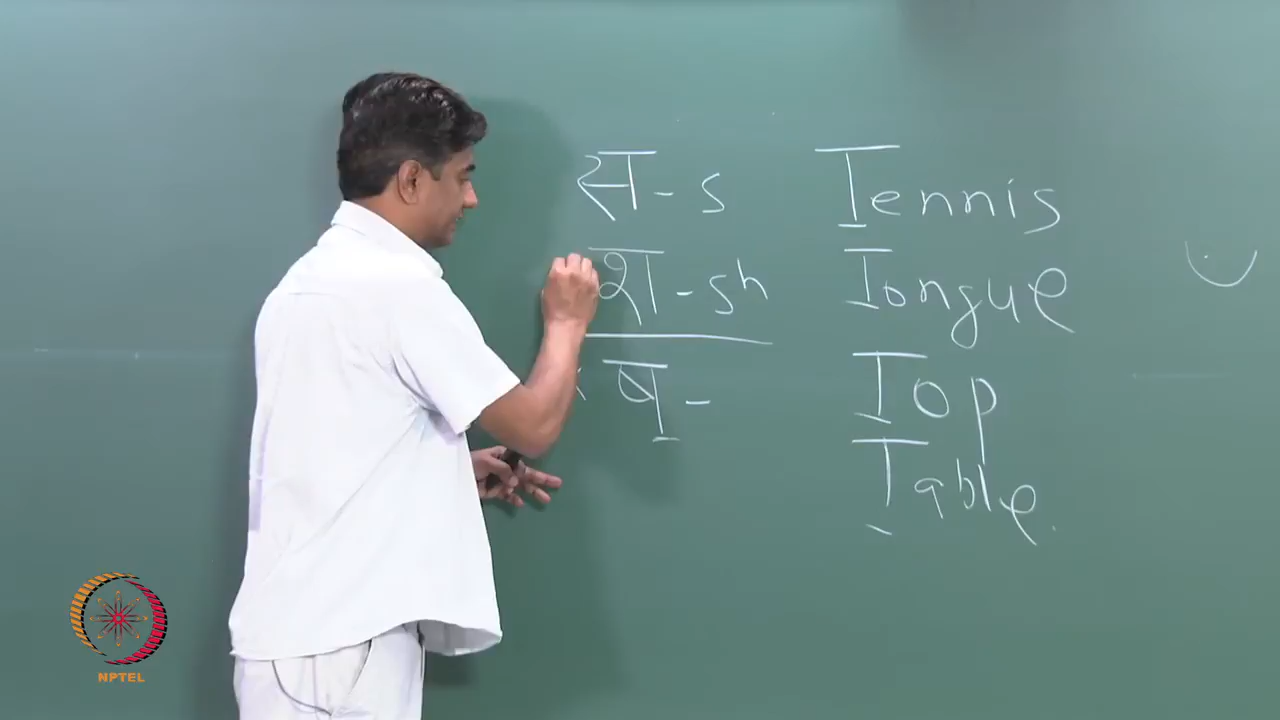 स - s
श - sh
ष -
Tennis
Tongue
Top
Table
NPTEL